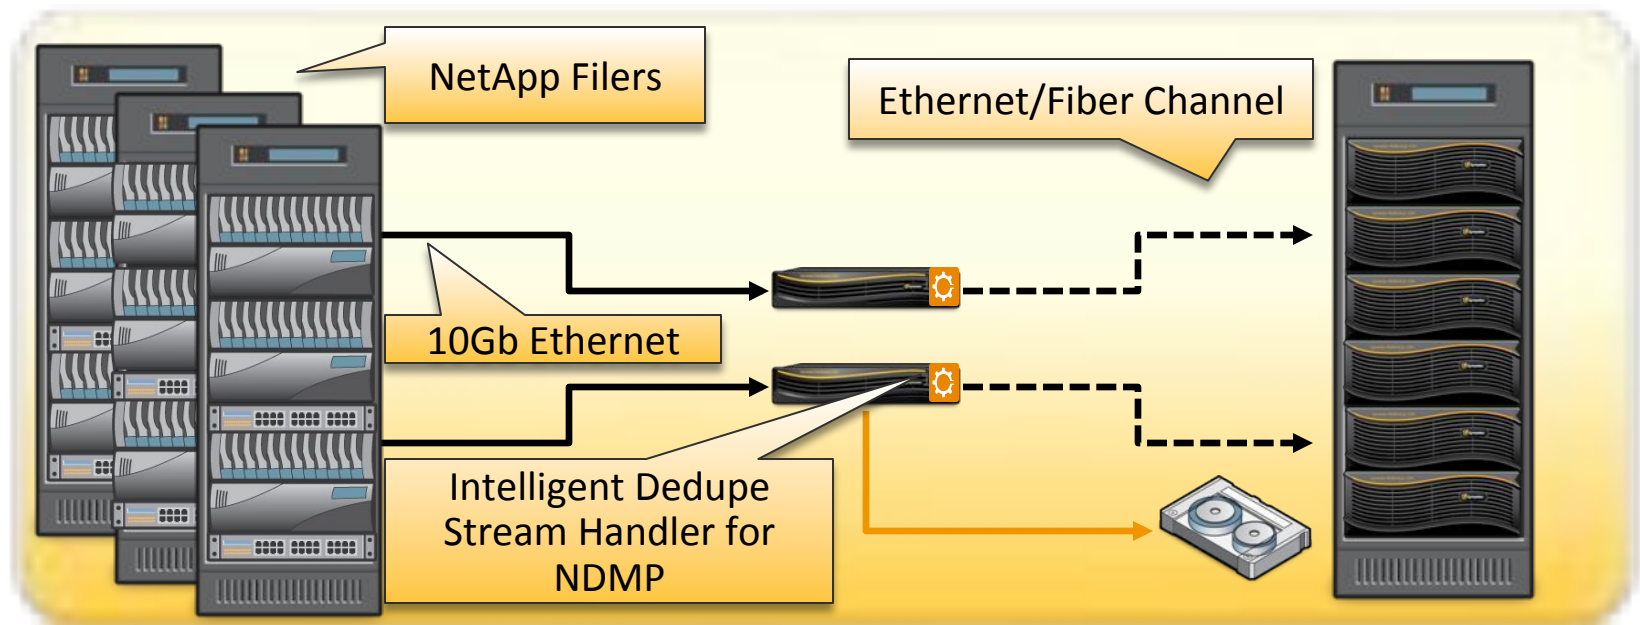 NetApp Filers
Ethernet/Fiber Channel
10Gb Ethernet
Intelligent Dedupe
Stream Handler for
NDMP